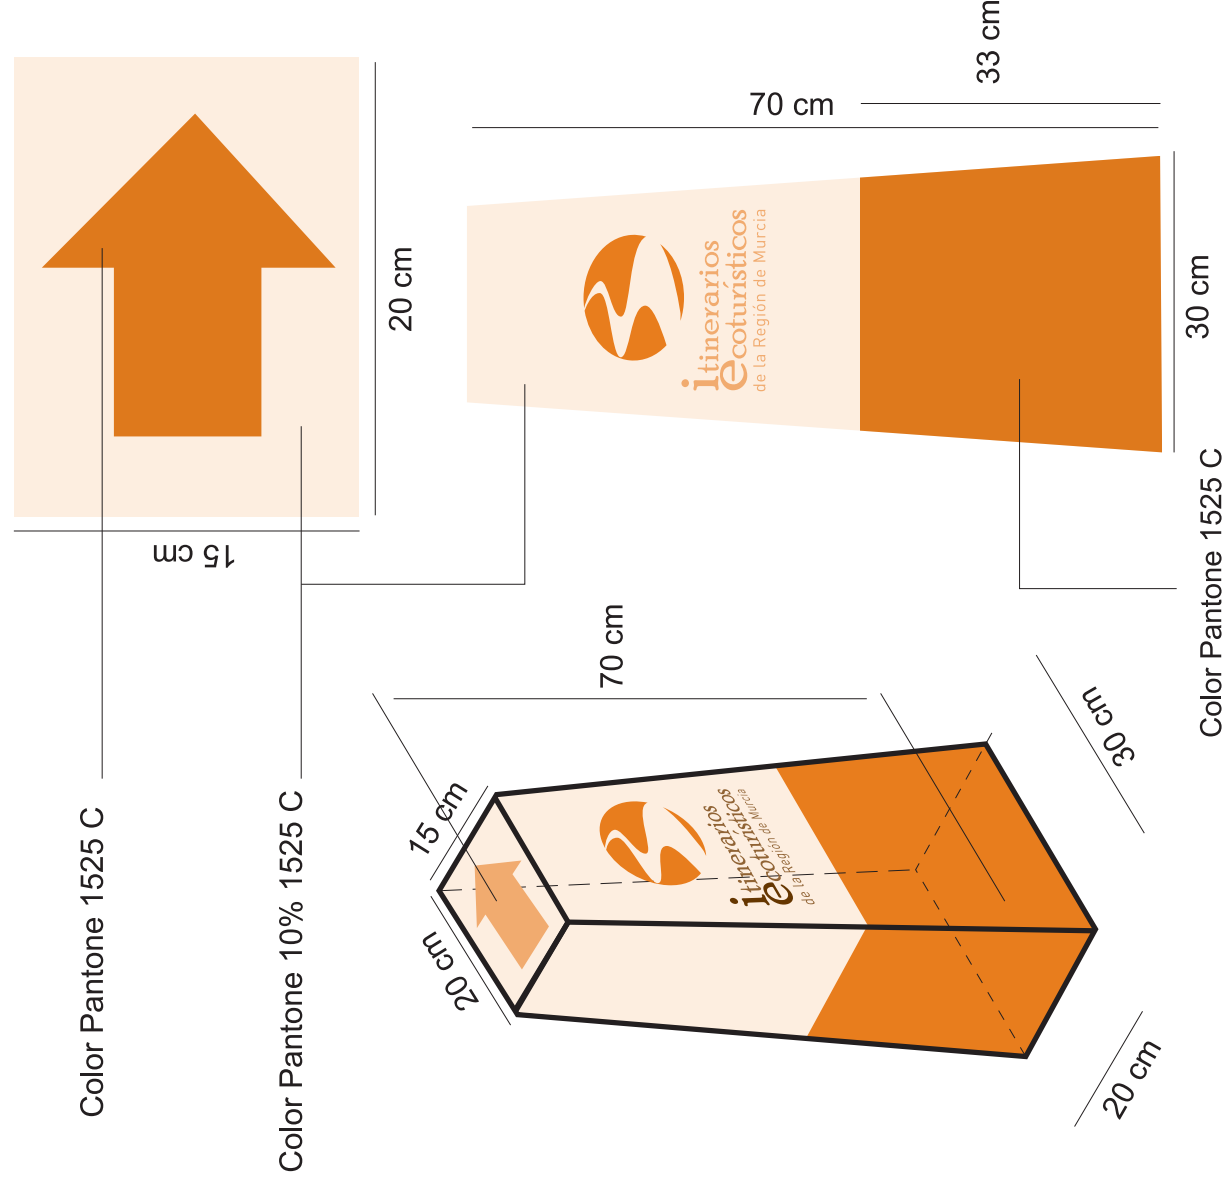 33 cm
70 cm
20 cm
30 cm
15 cm
itinerarios
ecoturísticos
de la Región de Murcia
Color Pantone 1525 C
70 cm
30 cm
15 cm
20 cm
itinerarios
ecoturísticos
de la Región de Murcia
20 cm
Color Pantone 1525 C
Color Pantone 10% 1525 C